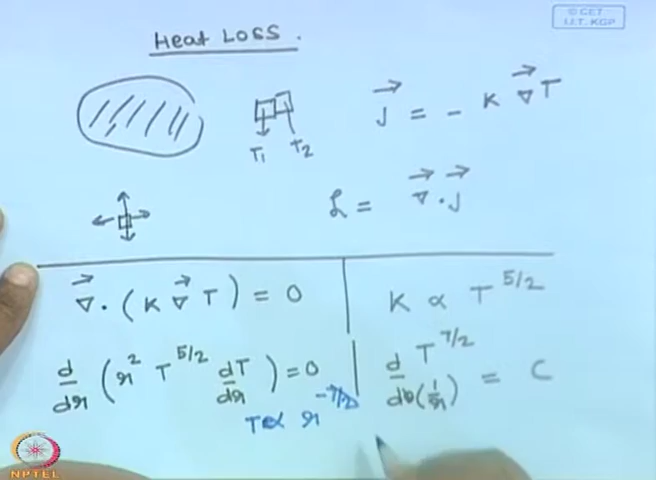 © CET
I.I.T. KGP
Heat Loss.
T₁ T₂
J⃗ = - K ∇⃗T
ℒ = ∇⃗·J⃗
∇⃗·(K ∇⃗ T) = 0
K ∝ T^5/2
d/dr (r² T^5/2 dT/dr) = 0
d T^7/2 / d(1/r) = C
T ∝ r^-7/2
NPTEL